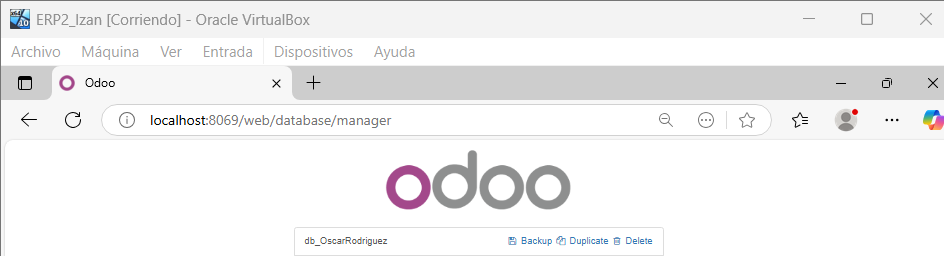 ERP2_Izan [Corriendo] - Oracle VirtualBox
Archivo Máquina Ver Entrada Dispositivos Ayuda
Odoo
localhost:8069/web/database/manager
odoo
db_OscarRodriguez Backup Duplicate Delete